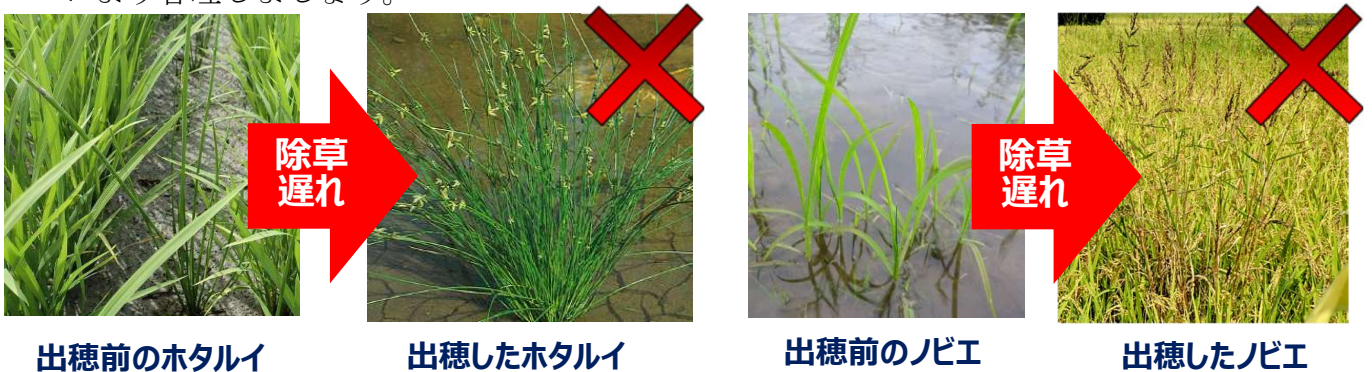 除草
遅れ
除草
遅れ
出穂前のホタルイ
出穂したホタルイ
出穂前のノビエ
出穂したノビエ